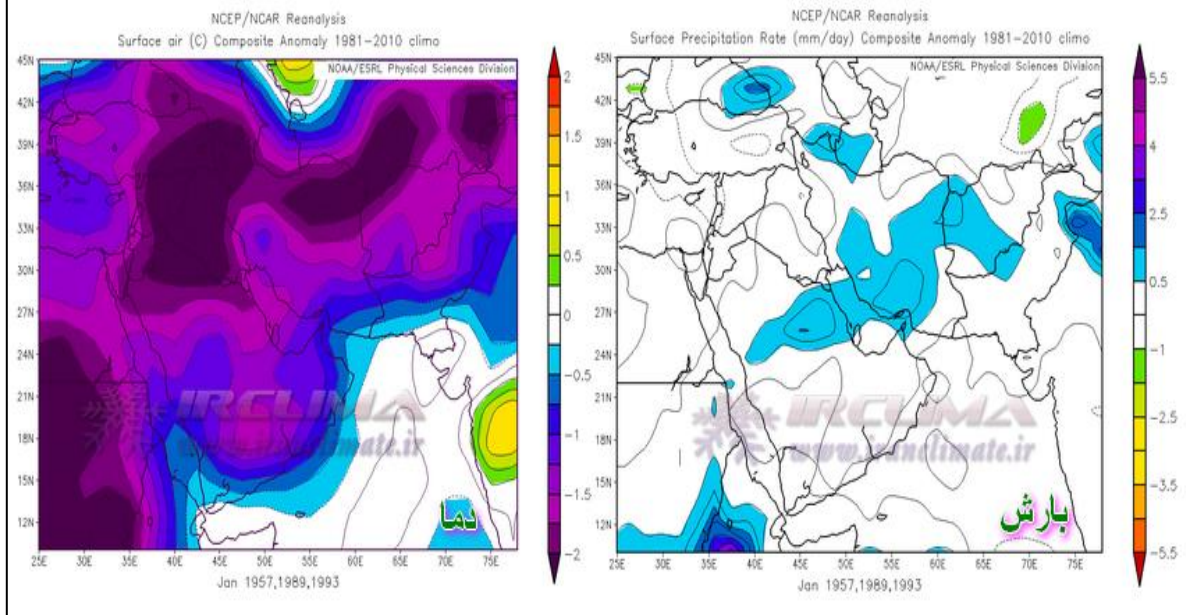 NCEP/NCAR Reanalysis
Surface air (C) Composite Anomaly 1981-2010 climo
NOAA/ESRL Physical Sciences Division
45N
42N
39N
36N
33N
30N
27N
24N
21N
18N
15N
12N
25E 30E 35E 40E 45E 50E 55E 60E 65E 70E 75E
Jan 1957,1989,1993
2
1.5
1
0.5
0
-0.5
-1
-1.5
-2
IRCLIMA
www.iranclimate.ir
دما
NCEP/NCAR Reanalysis
Surface Precipitation Rate (mm/day) Composite Anomaly 1981-2010 climo
NOAA/ESRL Physical Sciences Division
45N
42N
39N
36N
33N
30N
27N
24N
21N
18N
15N
12N
25E 30E 35E 40E 45E 50E 55E 60E 65E 70E 75E
Jan 1957,1989,1993
5.5
4
2.5
0.5
-1
-2.5
-3.5
-5.5
IRCLIMA
www.iranclimate.ir
بارش